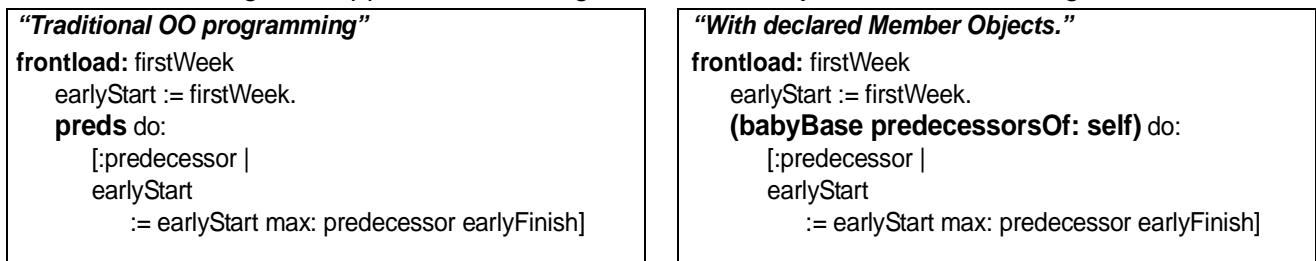 “Traditional OO programming”
frontload: firstWeek
earlyStart := firstWeek.
preds do:
[:predecessor |
earlyStart
:= earlyStart max: predecessor earlyFinish]
“With declared Member Objects.”
frontload: firstWeek
earlyStart := firstWeek.
(babyBase predecessorsOf: self) do:
[:predecessor |
earlyStart
:= earlyStart max: predecessor earlyFinish]